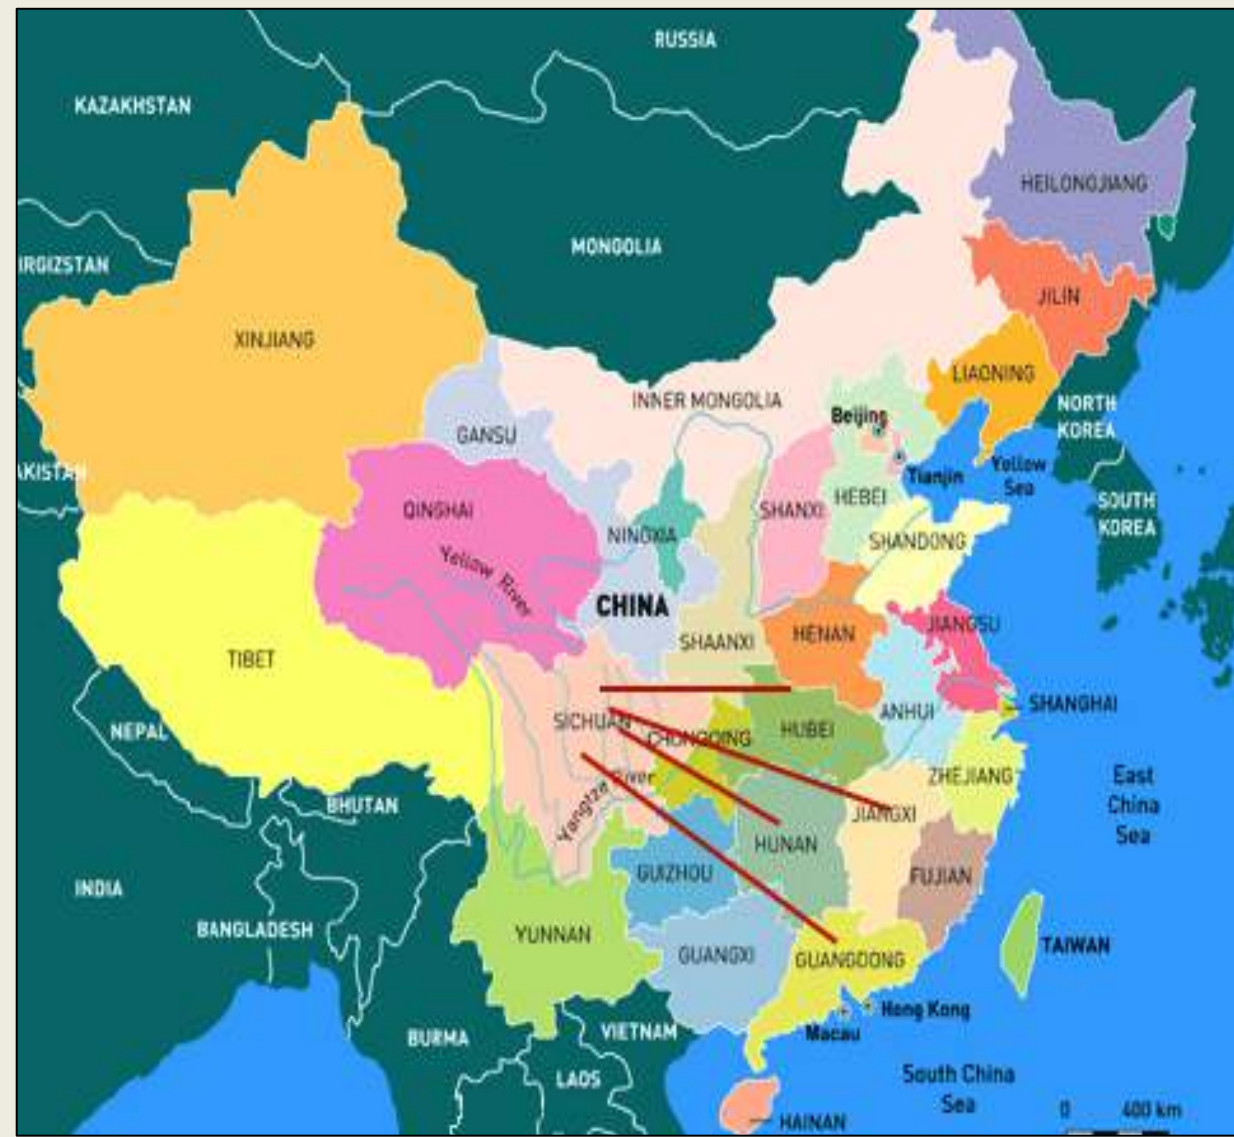 RUSSIA
KAZAKHSTAN
HEILONGJIANG
MONGOLIA
IRGIZSTAN
JILIN
XINJIANG
LIAONING
INNER MONGOLIA
NORTH
KOREA
Beijing
GANSU
Yellow
Sea
Tianjin
AKISTAN
HEBEI
SHANXI
QINGHAI
SOUTH
KOREA
NINGXIA
SHANDONG
Yellow River
CHINA
JIANGSU
HENAN
SHAANXI
TIBET
SHANGHAI
ANHUI
SICHUAN
HUBEI
NEPAL
CHONGQING
ZHEJIANG
East
China
Sea
Yangtze River
BHUTAN
JIANGXI
HUNAN
GUIZHOU
FUJIAN
INDIA
BANGLADESH
YUNNAN
TAIWAN
GUANGXI
GUANGDONG
Hong Kong
Macau
VIETNAM
BURMA
LAOS
South China
Sea
0 400 km
HAINAN